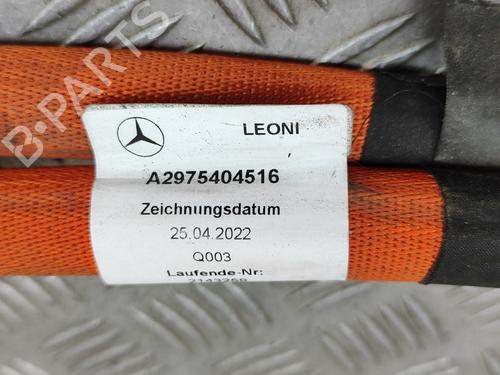 B-PARTS
LEONI
A2975404516
Zeichnungsdatum
25.04.2022
Q003
Laufende-Nr: